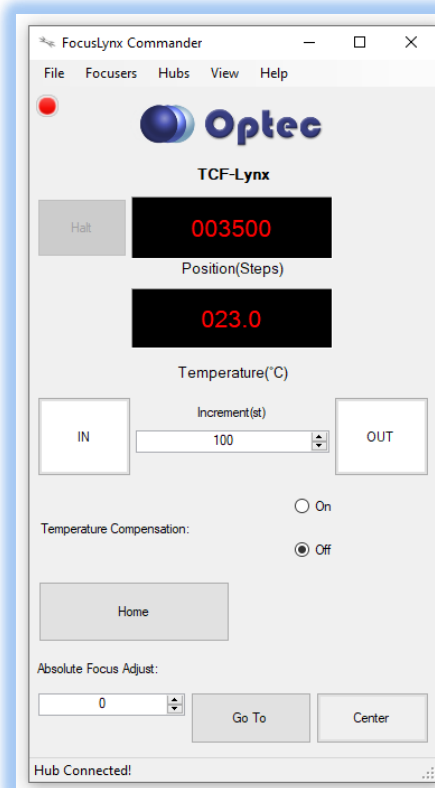 FocusLynx Commander
File Focusers Hubs View Help
Optec
TCF-Lynx
Halt
003500
Position(Steps)
023.0
Temperature(°C)
IN
Increment(st)
100
OUT
On
Temperature Compensation:
Off
Home
Absolute Focus Adjust:
0
Go To
Center
Hub Connected!